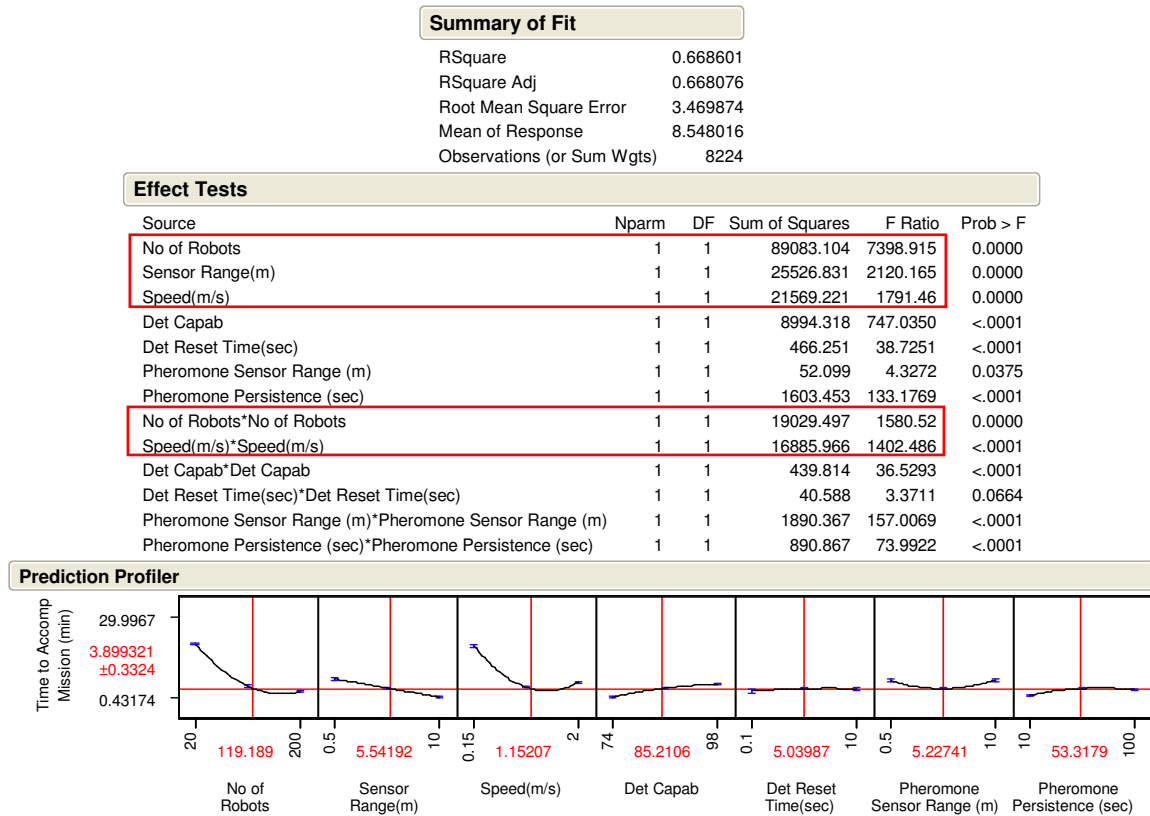 Summary of Fit
RSquare 0.668601
RSquare Adj 0.668076
Root Mean Square Error 3.469874
Mean of Response 8.548016
Observations (or Sum Wgts) 8224
Effect Tests
Source Nparm DF Sum of Squares F Ratio Prob > F
No of Robots 1 1 89083.104 7398.915 0.0000
Sensor Range(m) 1 1 25526.831 2120.165 0.0000
Speed(m/s) 1 1 21569.221 1791.46 0.0000
Det Capab 1 1 8994.318 747.0350 <.0001
Det Reset Time(sec) 1 1 466.251 38.7251 <.0001
Pheromone Sensor Range (m) 1 1 52.099 4.3272 0.0375
Pheromone Persistence (sec) 1 1 1603.453 133.1769 <.0001
No of Robots*No of Robots 1 1 19029.497 1580.52 0.0000
Speed(m/s)*Speed(m/s) 1 1 16885.966 1402.486 <.0001
Det Capab*Det Capab 1 1 439.814 36.5293 <.0001
Det Reset Time(sec)*Det Reset Time(sec) 1 1 40.588 3.3711 0.0664
Pheromone Sensor Range (m)*Pheromone Sensor Range (m) 1 1 1890.367 157.0069 <.0001
Pheromone Persistence (sec)*Pheromone Persistence (sec) 1 1 890.867 73.9922 <.0001
Prediction Profiler
Time to Accomp
Mission (min)
29.9967
3.899321
±0.3324
0.43174
20 119.189 200 0.5 5.54192 10 0.15 1.15207 2 74 85.2106 98 0.1 5.03987 10 0.5 5.22741 10 10 53.3179 100
No of
Robots
Sensor
Range(m)
Speed(m/s)
Det Capab
Det Reset
Time(sec)
Pheromone
Sensor Range (m)
Pheromone
Persistence (sec)